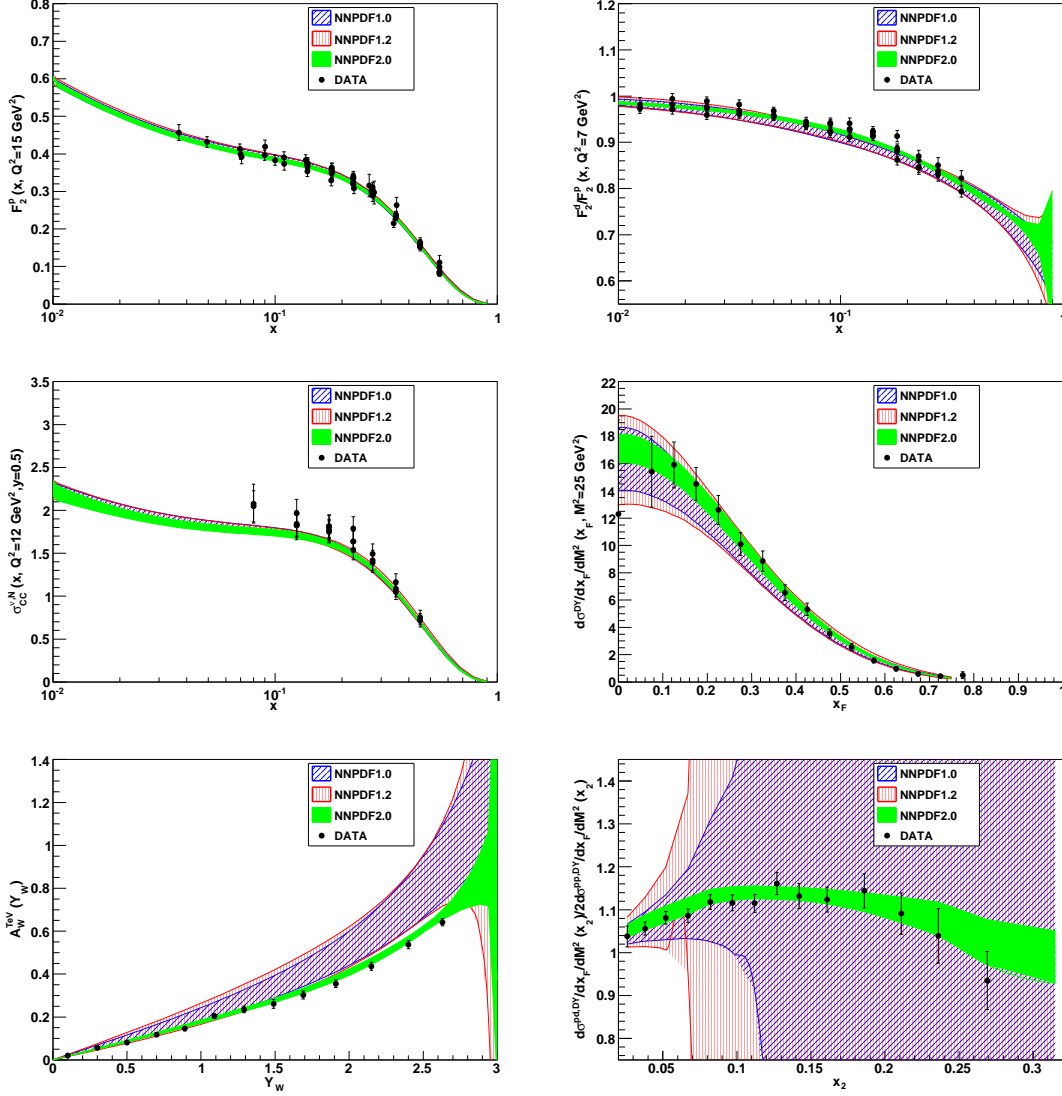 F₂ᵖ (x, Q²=15 GeV²)
0.8
0.7
0.6
0.5
0.4
0.3
0.2
0.1
0
10⁻² 10⁻¹ 1
x
NNPDF1.0
NNPDF1.2
NNPDF2.0
DATA
F₂ᵈ/F₂ᵖ (x, Q²=7 GeV²)
1.2
1.1
1
0.9
0.8
0.7
0.6
10⁻² 10⁻¹ 1
x
NNPDF1.0
NNPDF1.2
NNPDF2.0
DATA
σ_CC^{ν,N} (x, Q²=12 GeV²,y=0.5)
3.5
3
2.5
2
1.5
1
0.5
0
10⁻² 10⁻¹ 1
x
NNPDF1.0
NNPDF1.2
NNPDF2.0
DATA
dσ^{DY}/dx_F/dM² (x_F, M²=25 GeV²)
22
20
18
16
14
12
10
8
6
4
2
0
0 0.1 0.2 0.3 0.4 0.5 0.6 0.7 0.8 0.9 1
x_F
NNPDF1.0
NNPDF1.2
NNPDF2.0
DATA
A_W^{TeV} (Y_W)
1.4
1.2
1
0.8
0.6
0.4
0.2
0
0 0.5 1 1.5 2 2.5 3
Y_W
NNPDF1.0
NNPDF1.2
NNPDF2.0
DATA
dσ^{pd,DY}/dx_F/dM² (x₂)/2dσ^{pp,DY}/dx_F/dM² (x₂)
1.4
1.3
1.2
1.1
1
0.9
0.8
0.05 0.1 0.15 0.2 0.25 0.3
x₂
NNPDF1.0
NNPDF1.2
NNPDF2.0
DATA